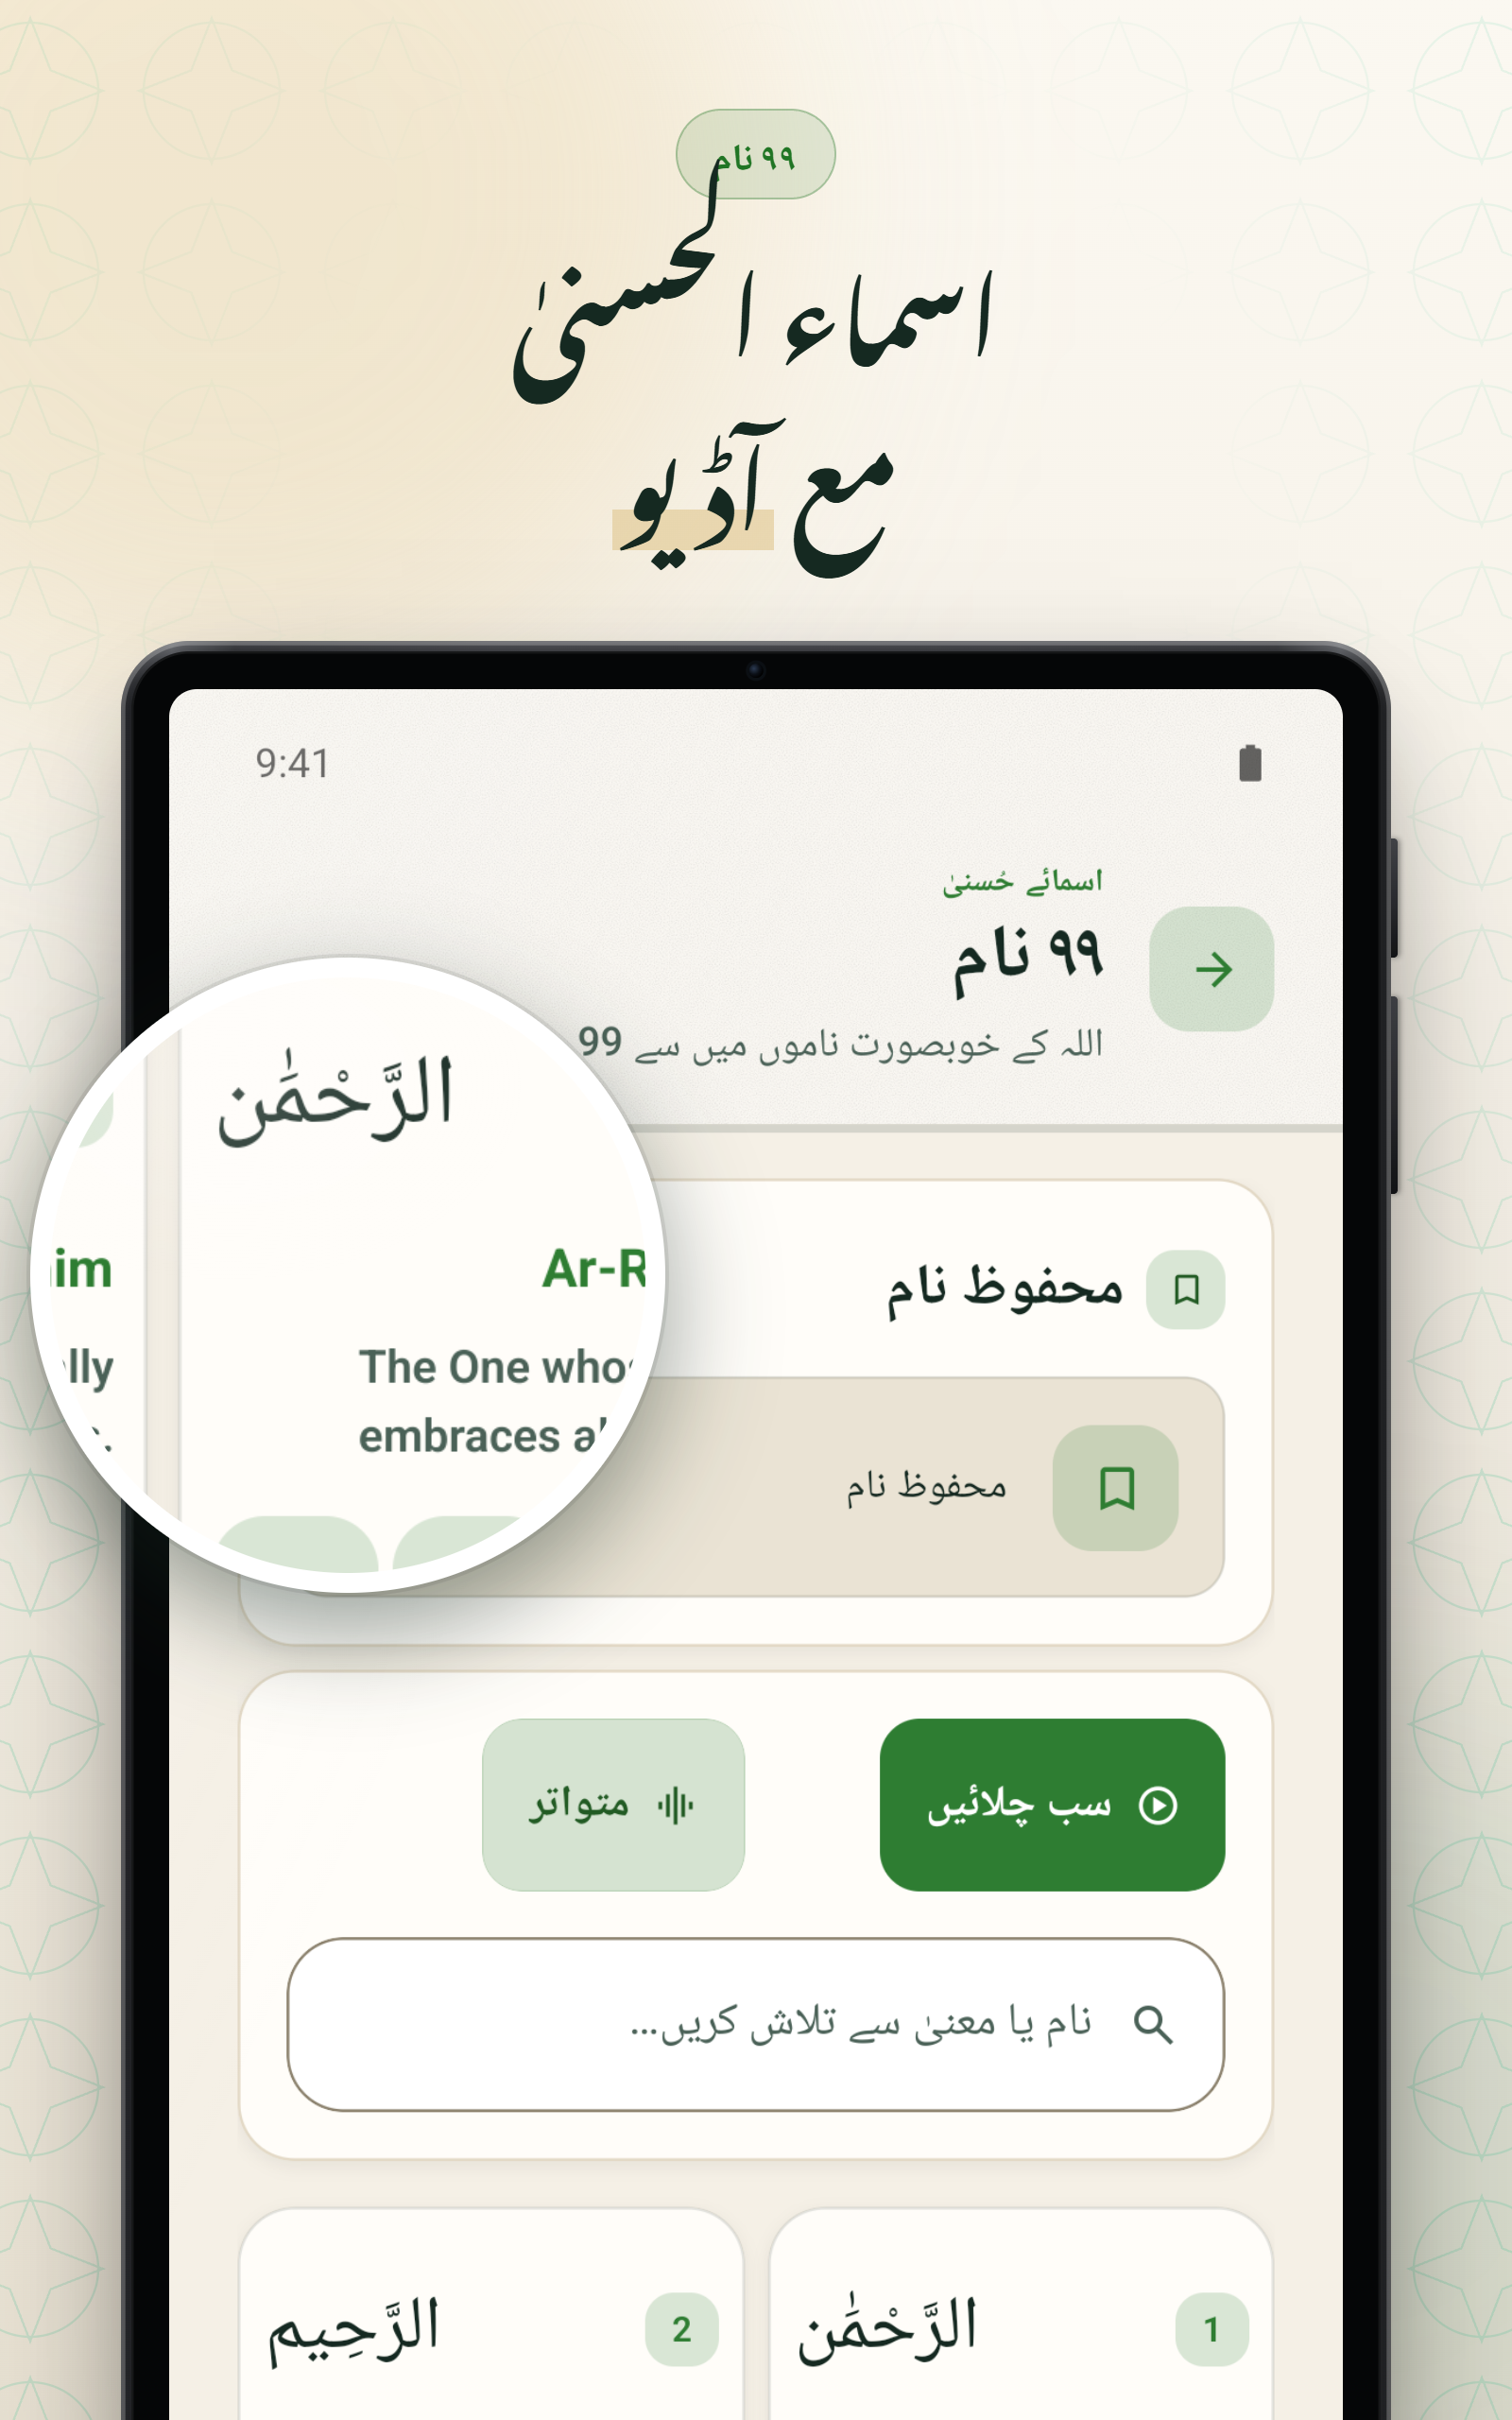 ۹۹ نام
اسماء الحسنیٰ
مع آڈیو
9:41
اسمائے حُسنیٰ
۹۹ نام
اللہ کے خوبصورت ناموں میں سے 99
الرَّحْمَٰن
Ar-R
The One who
embraces
im
lly
محفوظ نام
محفوظ نام
سب چلائیں
متواتر
نام یا معنیٰ سے تلاش کریں...
1
الرَّحْمَٰن
2
الرَّحِيم